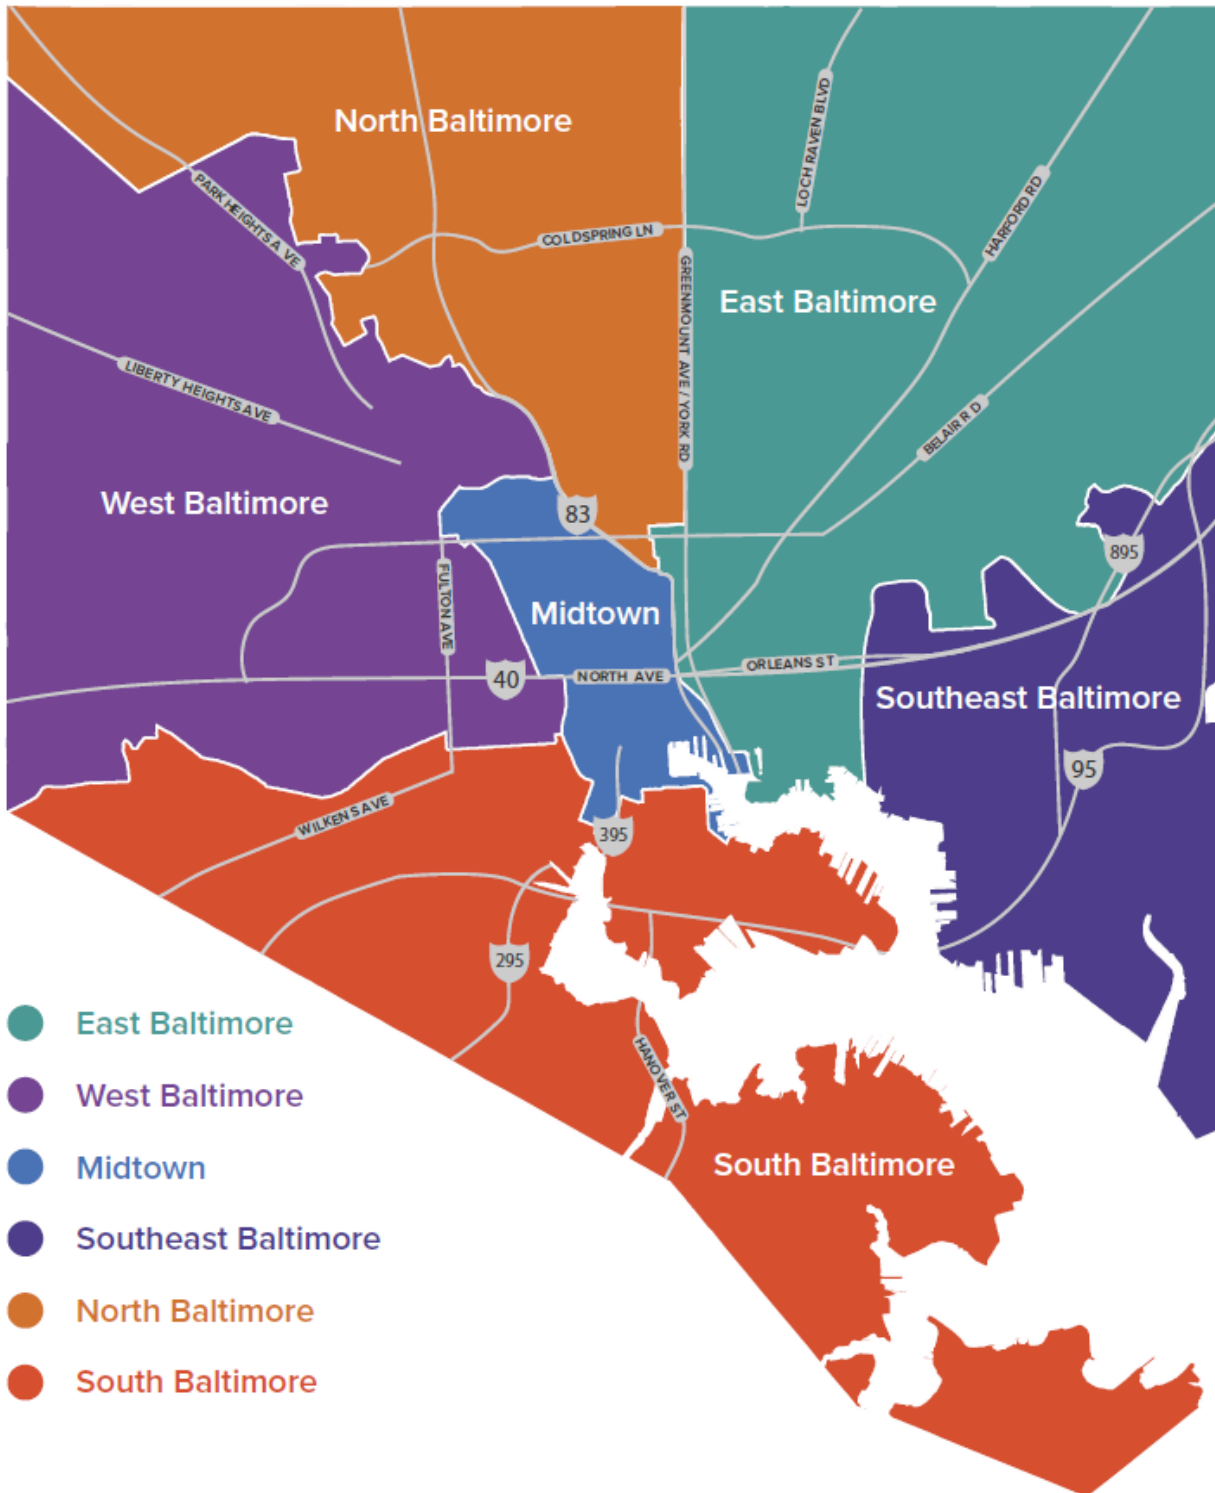 North Baltimore
LOCH RAVEN BLVD
PARK HEIGHTS A VE
HARFORD RD
COLDSPRING LN
GREENMOUNT AVE / YORK RD
East Baltimore
LIBERTY HEIGHTS AVE
BELAIR R D
West Baltimore
83
895
FULTON AVE
Midtown
ORLEANS ST
40
NORTH AVE
Southeast Baltimore
95
WILKENS AVE
395
295
HANOVER ST
South Baltimore
East Baltimore
West Baltimore
Midtown
Southeast Baltimore
North Baltimore
South Baltimore